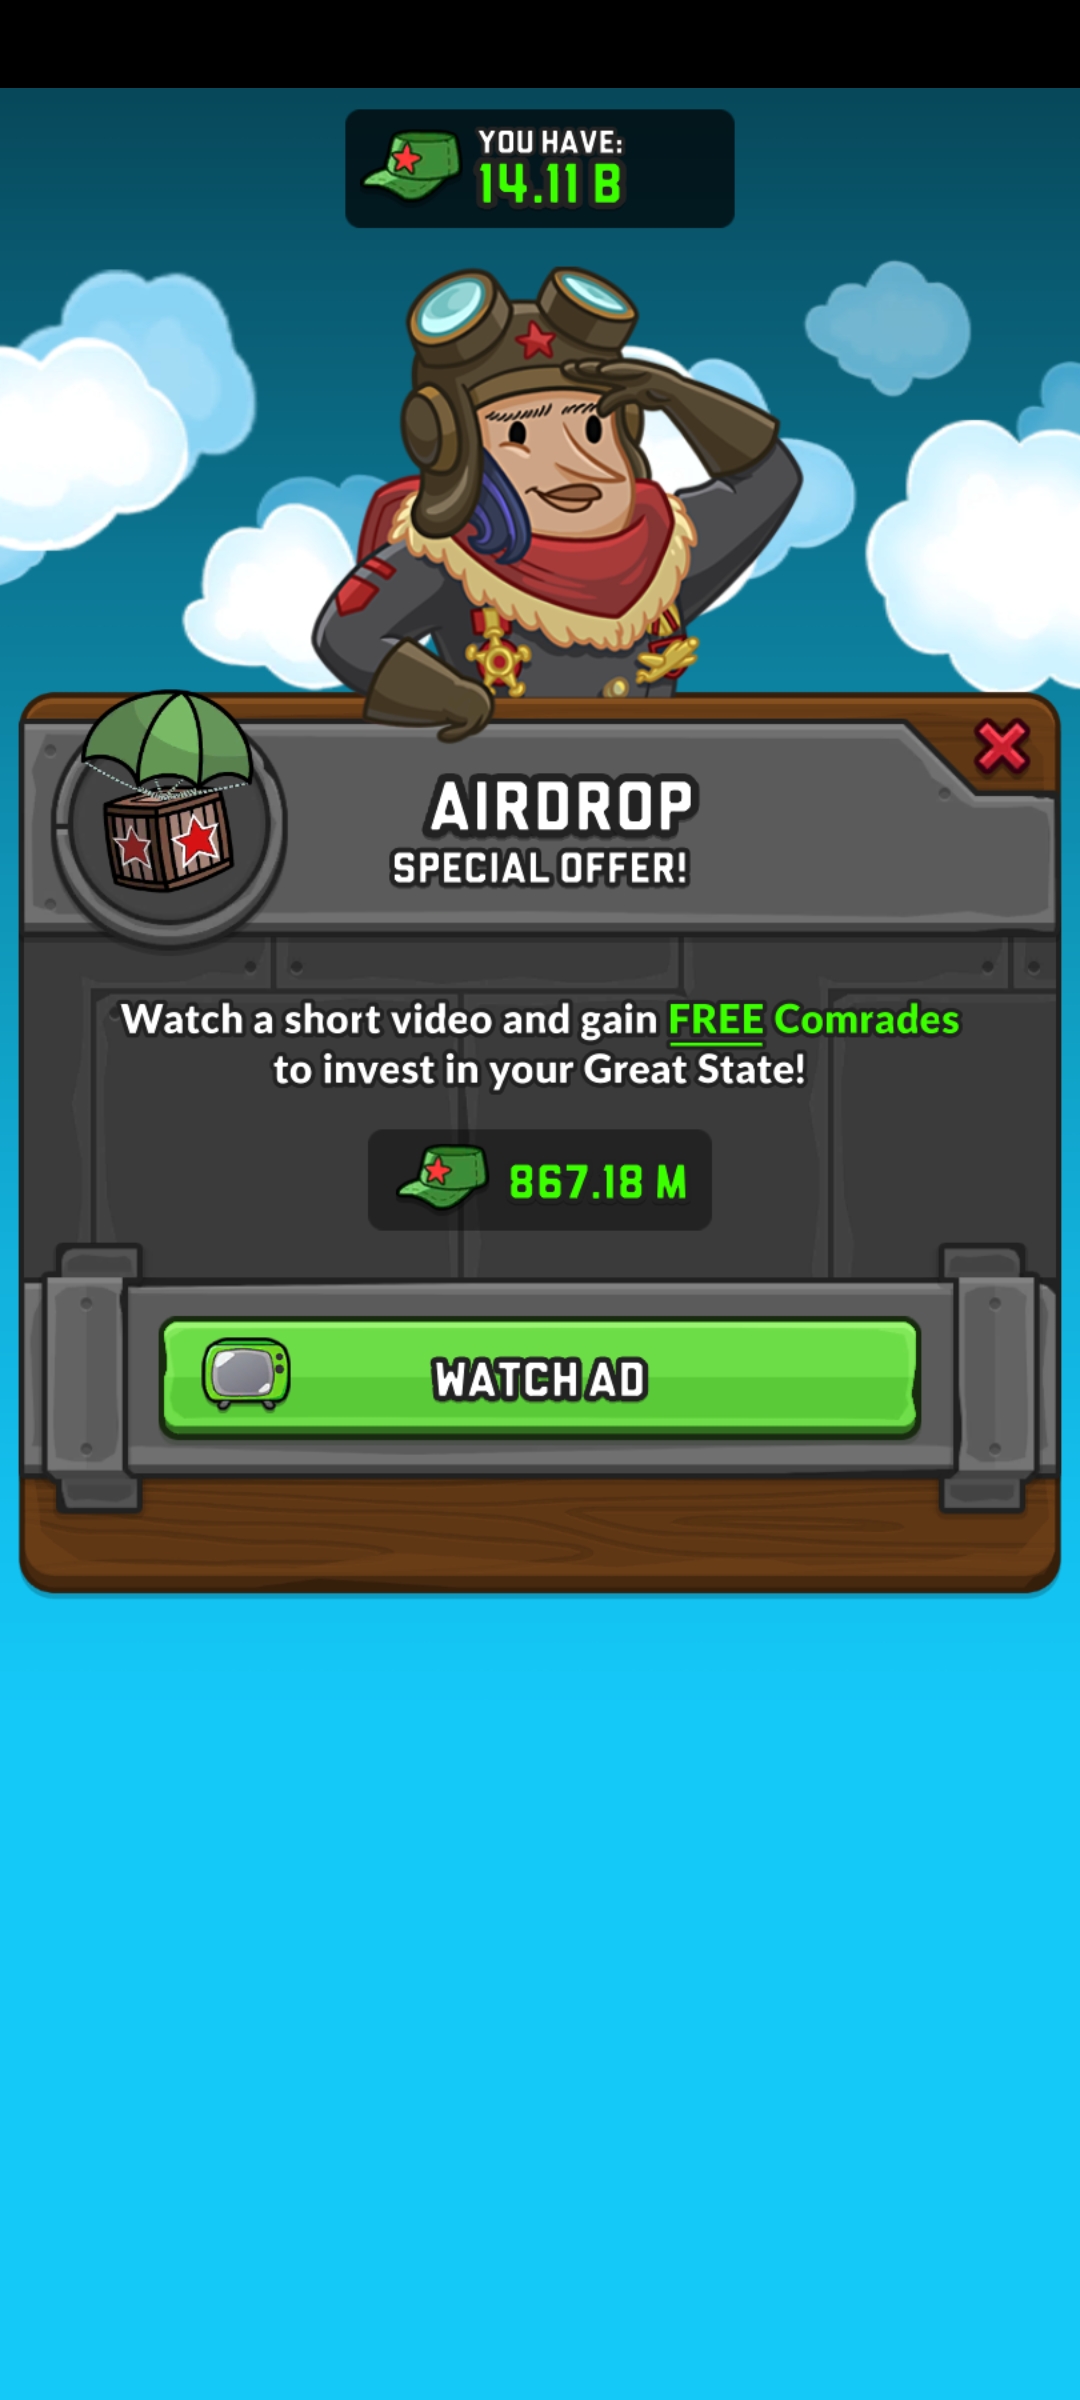 YOU HAVE:
14.11 B
AIRDROP
SPECIAL OFFER!
Watch a short video and gain FREE Comrades
to invest in your Great State!
867.18 M
WATCH AD